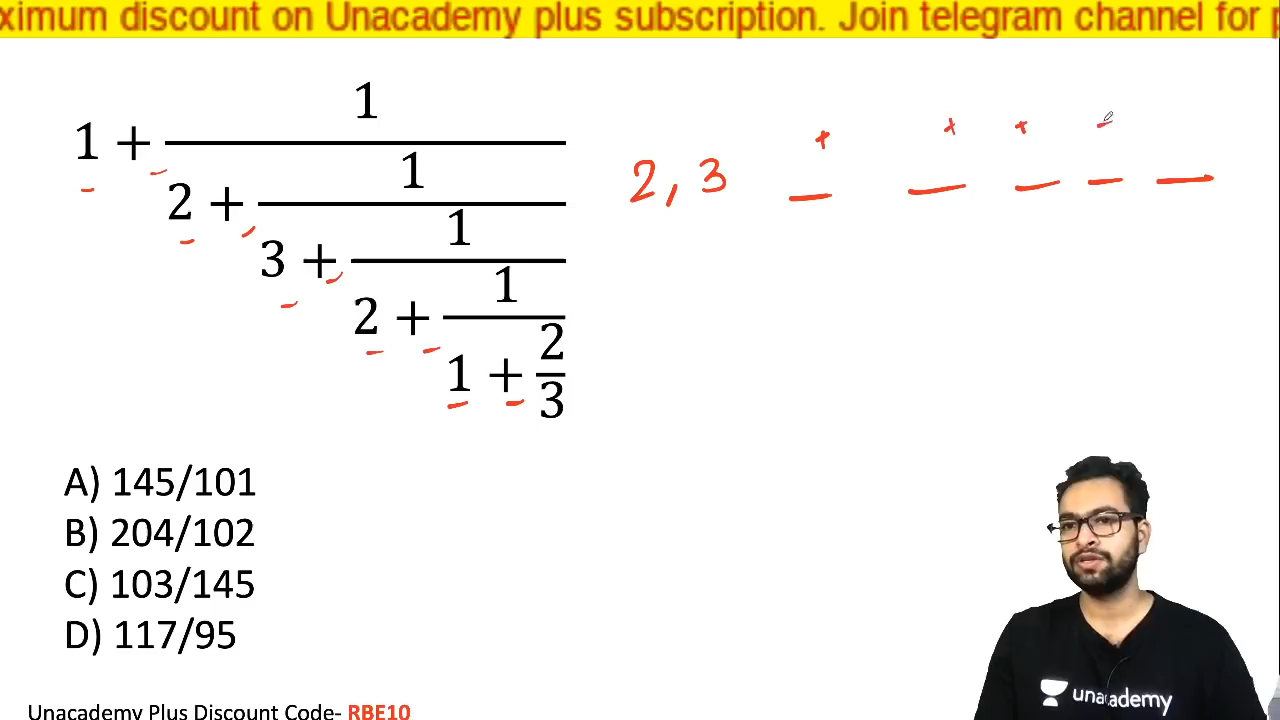 ximum discount on Unacademy plus subscription. Join telegram channel for p
1 + 1
2 + 1
3 + 1
2 + 1
1 + 2/3
2, 3 _ _ _ _ _
+ + + -
A) 145/101
B) 204/102
C) 103/145
D) 117/95
unacademy
Unacademy Plus Discount Code- RBE10